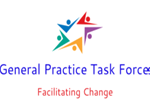 General Practice Task Force
Facilitating Change